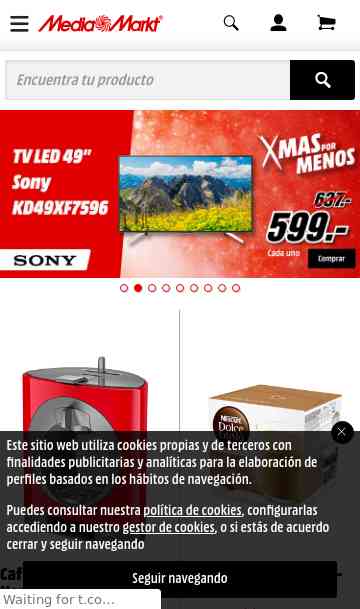 MediaMarkt
Encuentra tu producto
TV LED 49"
Sony
KD49XF7596
XMAS POR
MENOS
637.-
599.-
Cada uno
Comprar
SONY
NESCAFÉ
Dolce
Este sitio web utiliza cookies propias y de terceros con
finalidades publicitarias y analíticas para la elaboración de
perfiles basados en los hábitos de navegación.
Puedes consultar nuestra política de cookies, configurarlas
accediendo a nuestro gestor de cookies, o si estás de acuerdo
cerrar y seguir navegando
Caf
Seguir navegando
Waiting for t.co...